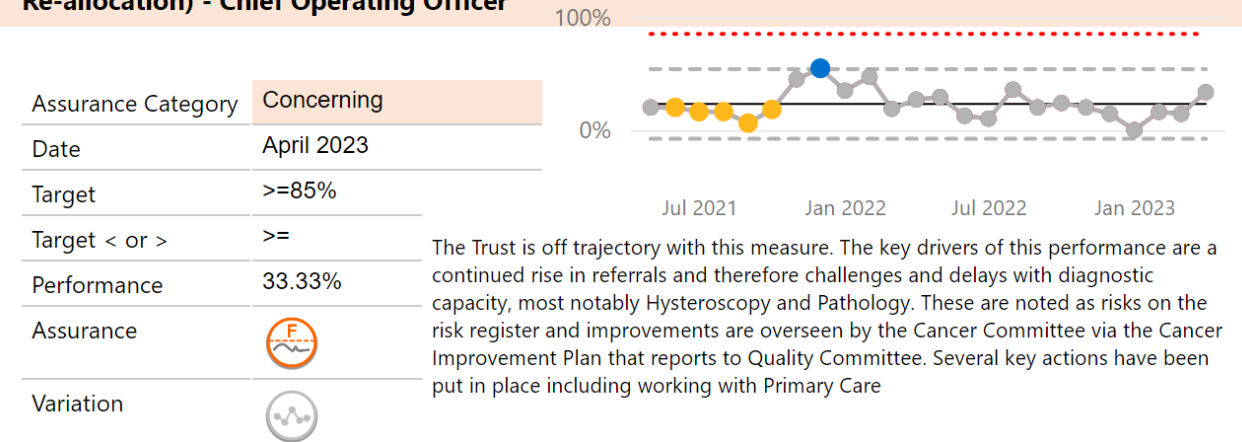 Re-allocation) - Chief Operating Officer
Assurance Category Concerning
Date April 2023
Target >=85%
Target < or > >=
Performance 33.33%
Assurance F
Variation
100%
0%
Jul 2021 Jan 2022 Jul 2022 Jan 2023
The Trust is off trajectory with this measure. The key drivers of this performance are a
continued rise in referrals and therefore challenges and delays with diagnostic
capacity, most notably Hysteroscopy and Pathology. These are noted as risks on the
risk register and improvements are overseen by the Cancer Committee via the Cancer
Improvement Plan that reports to Quality Committee. Several key actions have been
put in place including working with Primary Care